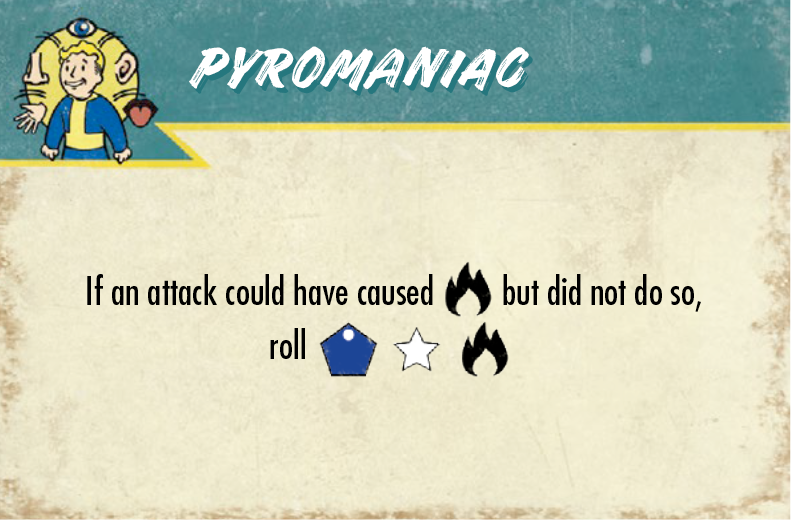 PYROMANIAC
If an attack could have caused but did not do so,
roll